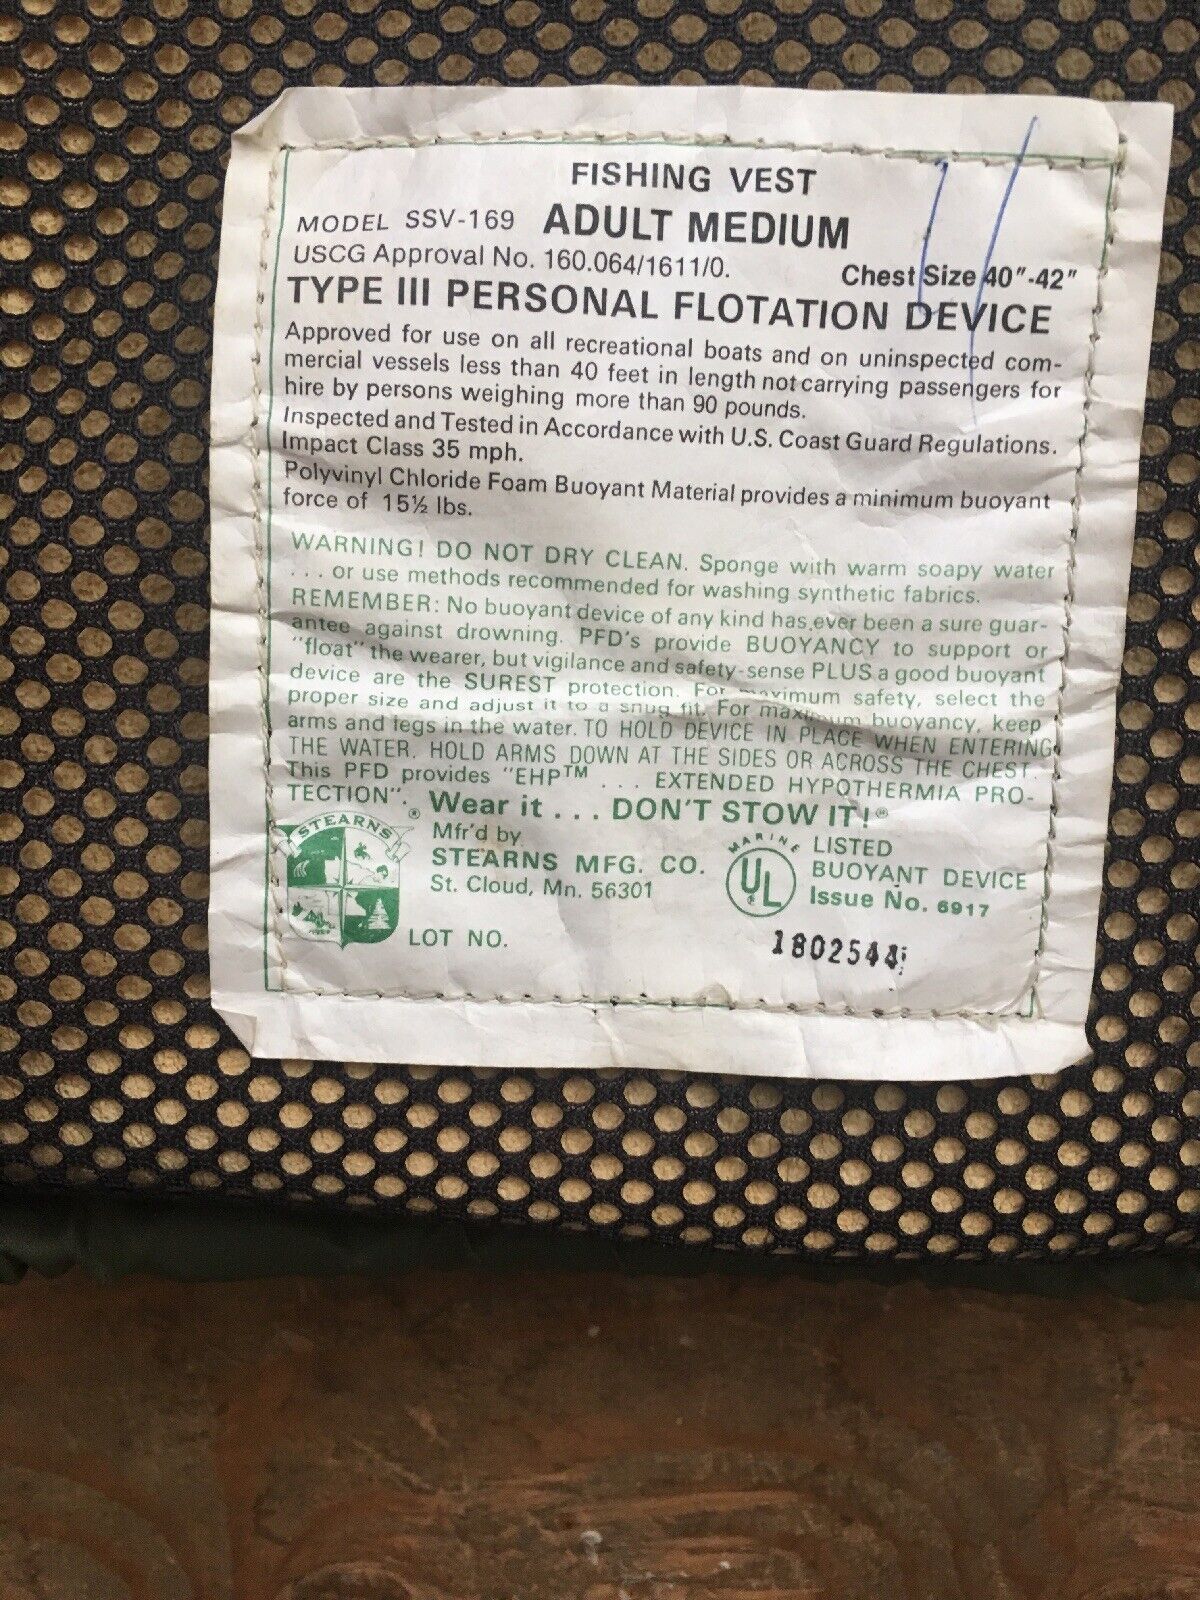 FISHING VEST
MODEL SSV-169 ADULT MEDIUM
USCG Approval No. 160.064/1611/0. Chest Size 40"-42"
TYPE III PERSONAL FLOTATION DEVICE
Approved for use on all recreational boats and on uninspected com-
mercial vessels less than 40 feet in length not carrying passengers for
hire by persons weighing more than 90 pounds.
Inspected and Tested in Accordance with U.S. Coast Guard Regulations.
Impact Class 35 mph.
Polyvinyl Chloride Foam Buoyant Material provides a minimum buoyant
force of 15½ lbs.
WARNING! DO NOT DRY CLEAN. Sponge with warm soapy water
. . . or use methods recommended for washing synthetic fabrics.
REMEMBER: No buoyant device of any kind has ever been a sure guar-
antee against drowning. PFD's provide BUOYANCY to support or
"float" the wearer, but vigilance and safety-sense PLUS a good buoyant
device are the SUREST protection. For maximum safety, select the
proper size and adjust it to a snug fit. For maximum buoyancy, keep
arms and legs in the water. TO HOLD DEVICE IN PLACE WHEN ENTERING
THE WATER, HOLD ARMS DOWN AT THE SIDES OR ACROSS THE CHEST.
This PFD provides "EHP™ . . . EXTENDED HYPOTHERMIA PRO-
TECTION". Wear it . . . DON'T STOW IT!®
STEARNS ®
Mfr'd by
STEARNS MFG. CO.
St. Cloud, Mn. 56301
MARINE
UL ®
LISTED
BUOYANT DEVICE
Issue No. 6917
LOT NO. 1802544